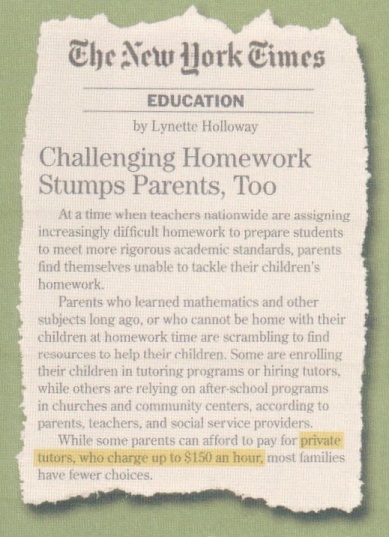 The New York Times
EDUCATION
by Lynette Holloway
Challenging Homework
Stumps Parents, Too
At a time when teachers nationwide are assigning
increasingly difficult homework to prepare students
to meet more rigorous academic standards, parents
find themselves unable to tackle their children's
homework.
Parents who learned mathematics and other
subjects long ago, or who cannot be home with their
children at homework time are scrambling to find
resources to help their children. Some are enrolling
their children in tutoring programs or hiring tutors,
while others are relying on after-school programs
in churches and community centers, according to
parents, teachers, and social service providers.
While some parents can afford to pay for private
tutors, who charge up to $150 an hour, most families
have fewer choices.